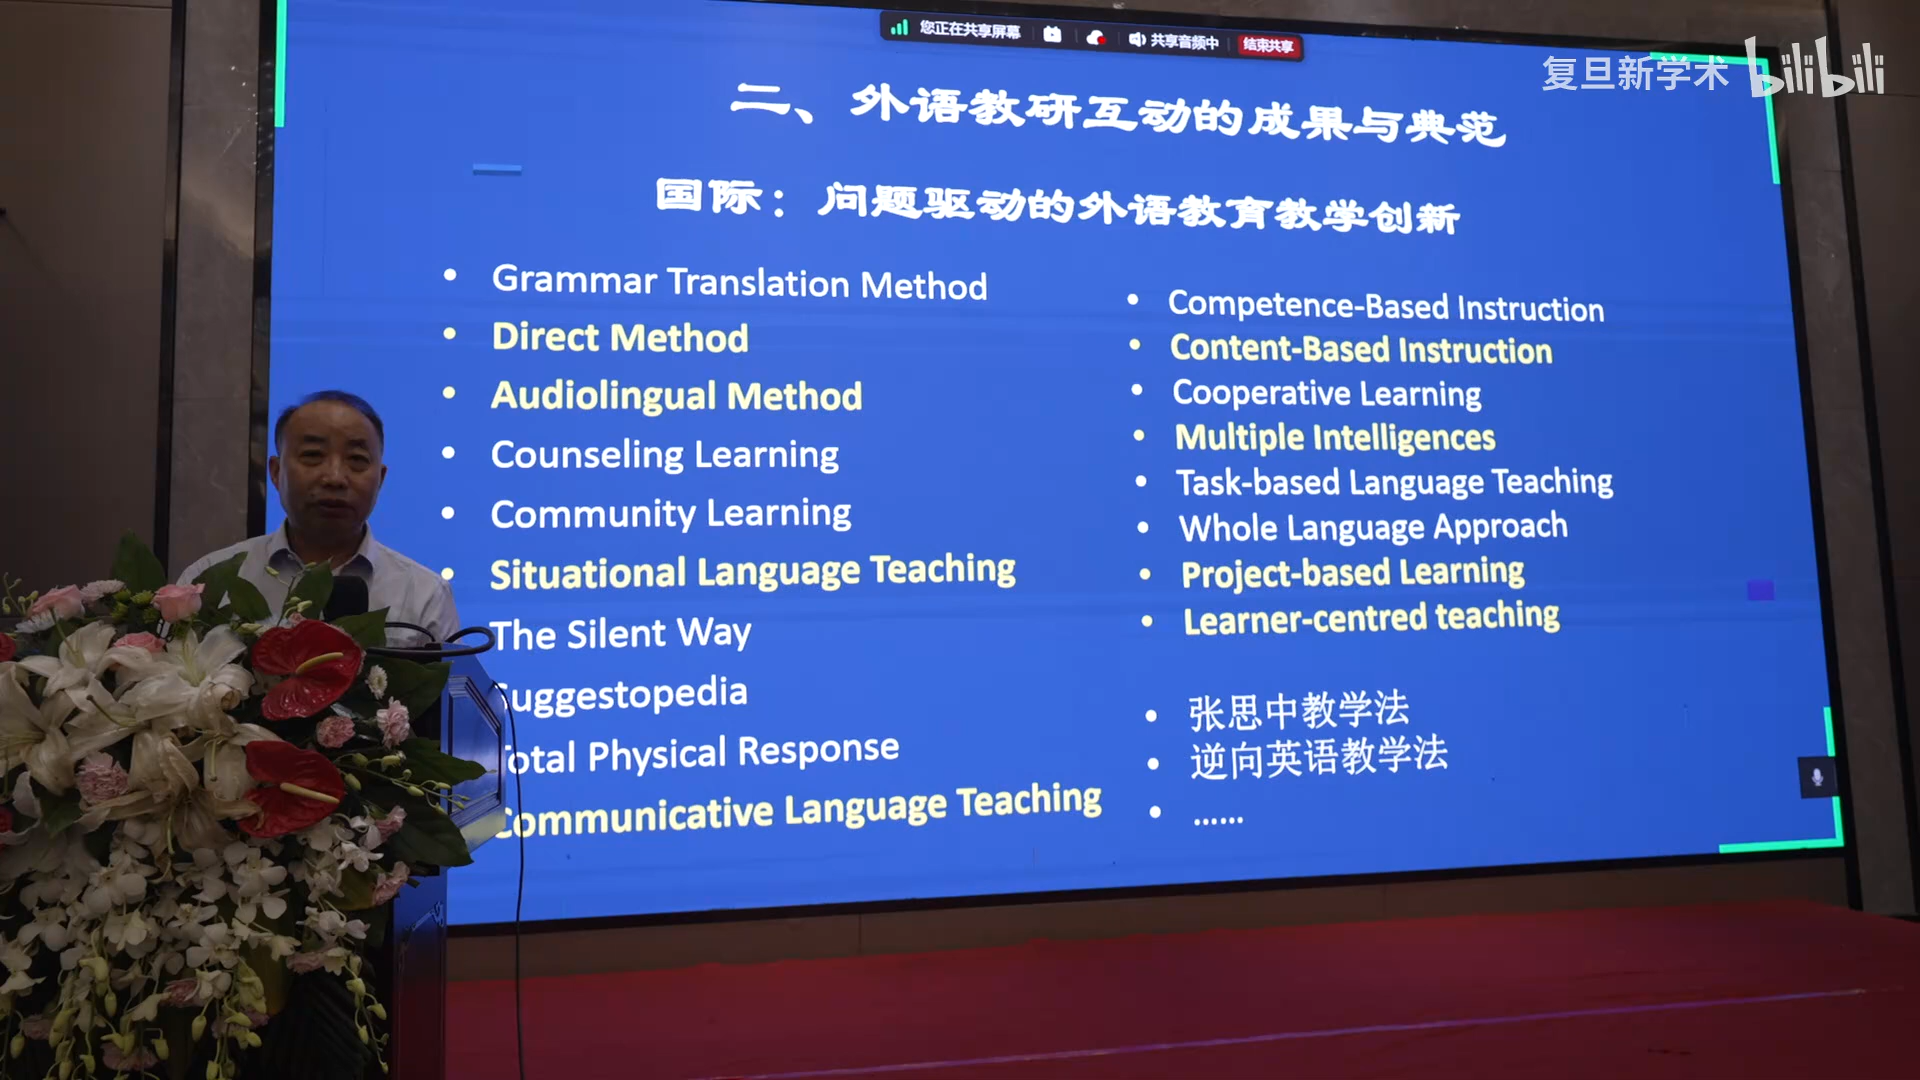 您正在共享屏幕 共享音频中 结束共享
复旦新学术 bilibili
二、外语教研互动的成果与典范
国际：问题驱动的外语教育教学创新
• Grammar Translation Method
• Direct Method
• Audiolingual Method
• Counseling Learning
• Community Learning
• Situational Language Teaching
The Silent Way
Suggestopedia
Total Physical Response
Communicative Language Teaching
• Competence-Based Instruction
• Content-Based Instruction
• Cooperative Learning
• Multiple Intelligences
• Task-based Language Teaching
• Whole Language Approach
• Project-based Learning
• Learner-centred teaching
• 张思中教学法
• 逆向英语教学法
• ……